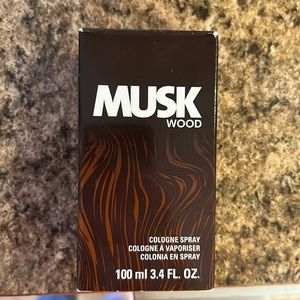 MUSK
WOOD
COLOGNE SPRAY
COLOGNE À VAPORISER
COLONIA EN SPRAY
100 ml 3.4 FL. OZ.